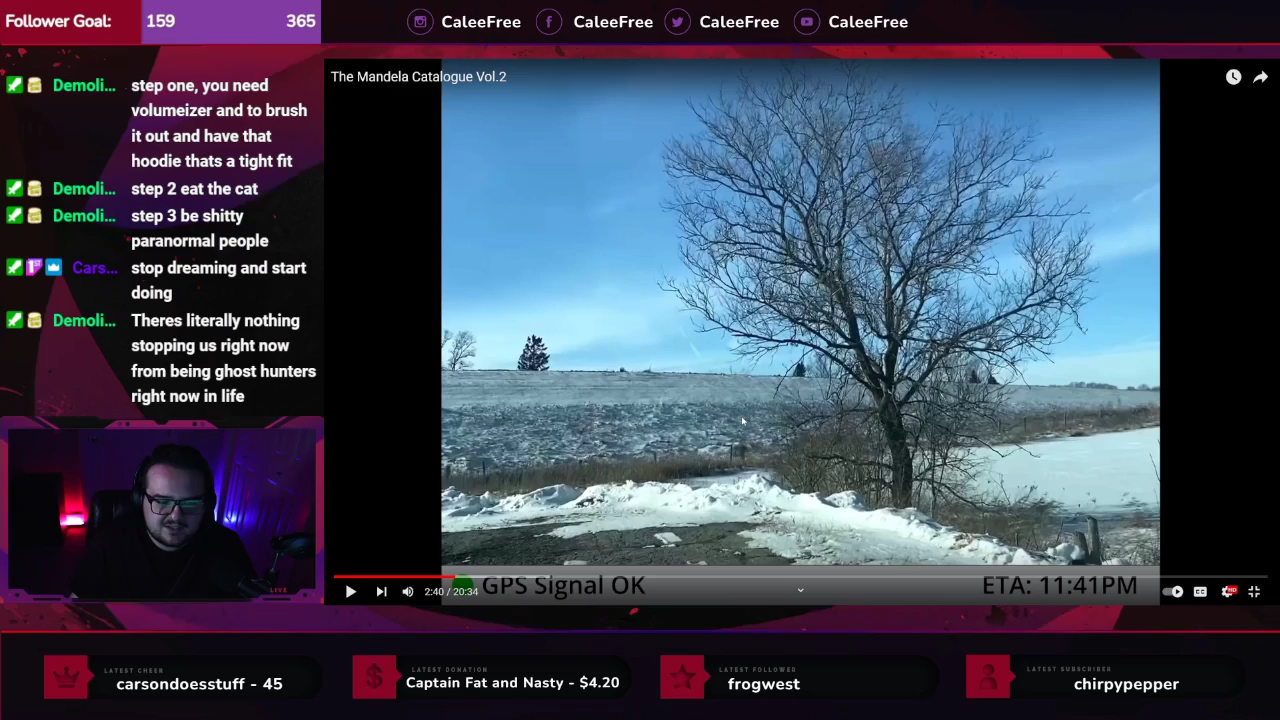 Follower Goal: 159 365
CaleeFree CaleeFree CaleeFree CaleeFree
The Mandela Catalogue Vol.2
Demoli... step one, you need
volumeizer and to brush
it out and have that
hoodie thats a tight fit
Demoli... step 2 eat the cat
Demoli... step 3 be shitty
paranormal people
Cars... stop dreaming and start
doing
Demoli... Theres literally nothing
stopping us right now
from being ghost hunters
right now in life
LIVE
GPS Signal OK ETA: 11:41PM
2:40 / 20:34
LATEST CHEER
carsondoesstuff - 45
LATEST DONATION
Captain Fat and Nasty - $4.20
LATEST FOLLOWER
frogwest
LATEST SUBSCRIBER
chirpypepper